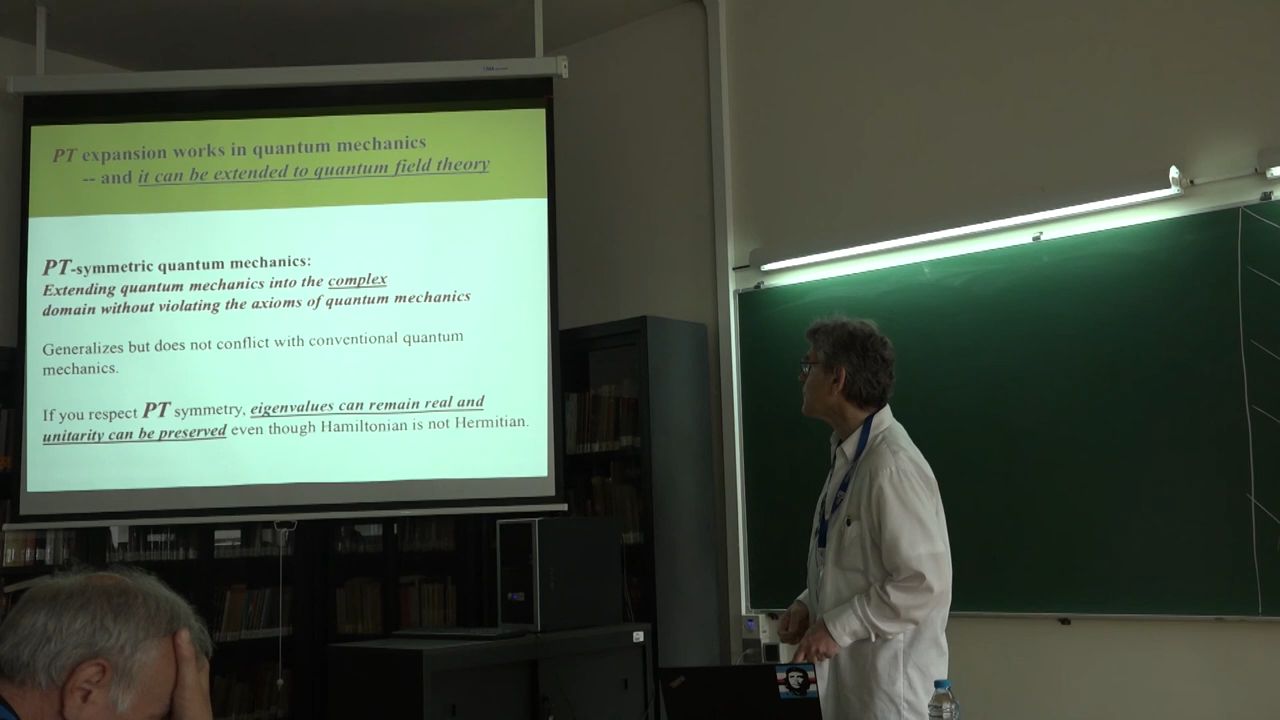 PT expansion works in quantum mechanics
-- and it can be extended to quantum field theory
PT-symmetric quantum mechanics:
Extending quantum mechanics into the complex
domain without violating the axioms of quantum mechanics
Generalizes but does not conflict with conventional quantum
mechanics.
If you respect PT symmetry, eigenvalues can remain real and
unitarity can be preserved even though Hamiltonian is not Hermitian.